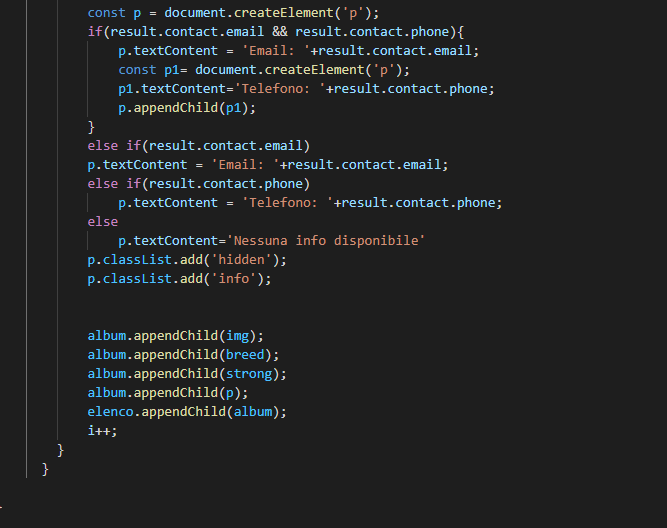 const p = document.createElement('p');
if(result.contact.email && result.contact.phone){
p.textContent = 'Email: '+result.contact.email;
const p1= document.createElement('p');
p1.textContent='Telefono: '+result.contact.phone;
p.appendChild(p1);
}
else if(result.contact.email)
p.textContent = 'Email: '+result.contact.email;
else if(result.contact.phone)
p.textContent = 'Telefono: '+result.contact.phone;
else
p.textContent='Nessuna info disponibile'
p.classList.add('hidden');
p.classList.add('info');
album.appendChild(img);
album.appendChild(breed);
album.appendChild(strong);
album.appendChild(p);
elenco.appendChild(album);
i++;
}
}